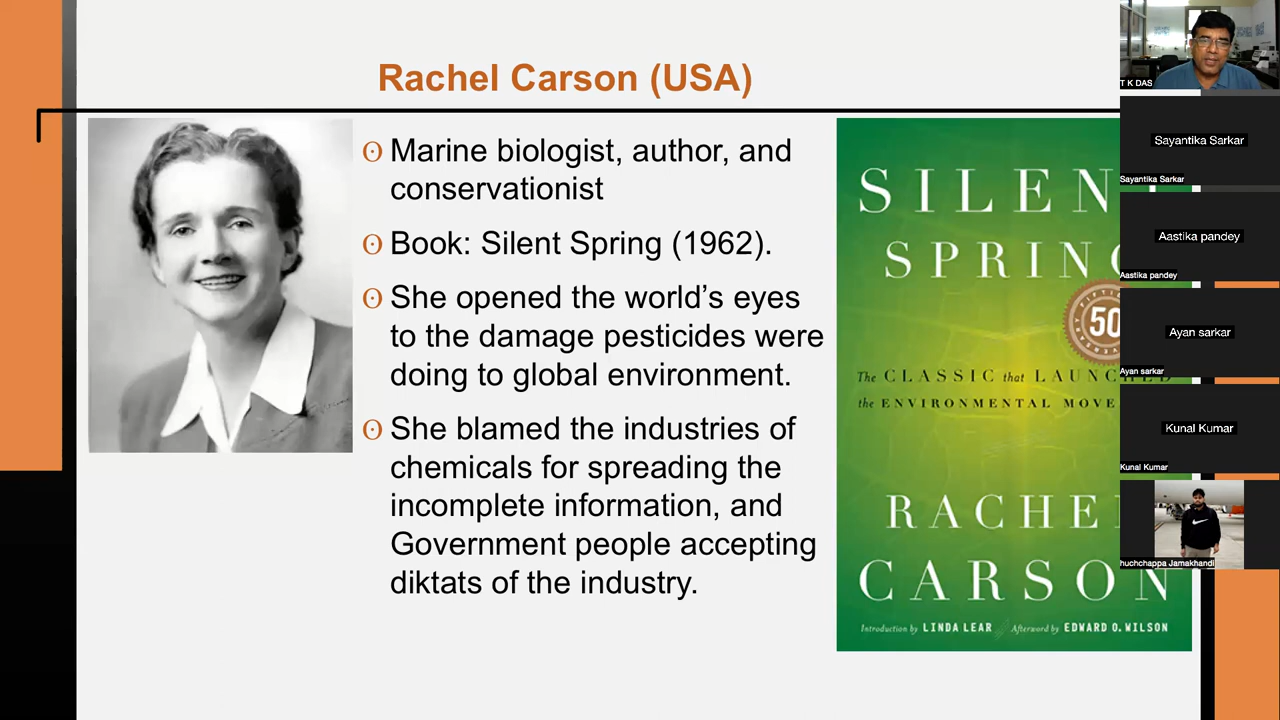 Rachel Carson (USA)
Marine biologist, author, and
conservationist
Book: Silent Spring (1962).
She opened the world’s eyes
to the damage pesticides were
doing to global environment.
She blamed the industries of
chemicals for spreading the
incomplete information, and
Government people accepting
diktats of the industry.
SILEN
SPRING
50
The CLASSIC that LAUNCHED
the ENVIRONMENTAL MOVE
RACHE
CARSON
Introduction by LINDA LEAR Afterword by EDWARD O. WILSON
T K DAS
Sayantika Sarkar
Sayantika Sarkar
Aastika pandey
Aastika pandey
Ayan sarkar
Ayan sarkar
Kunal Kumar
Kunal Kumar
huchchappa Jamakhandi